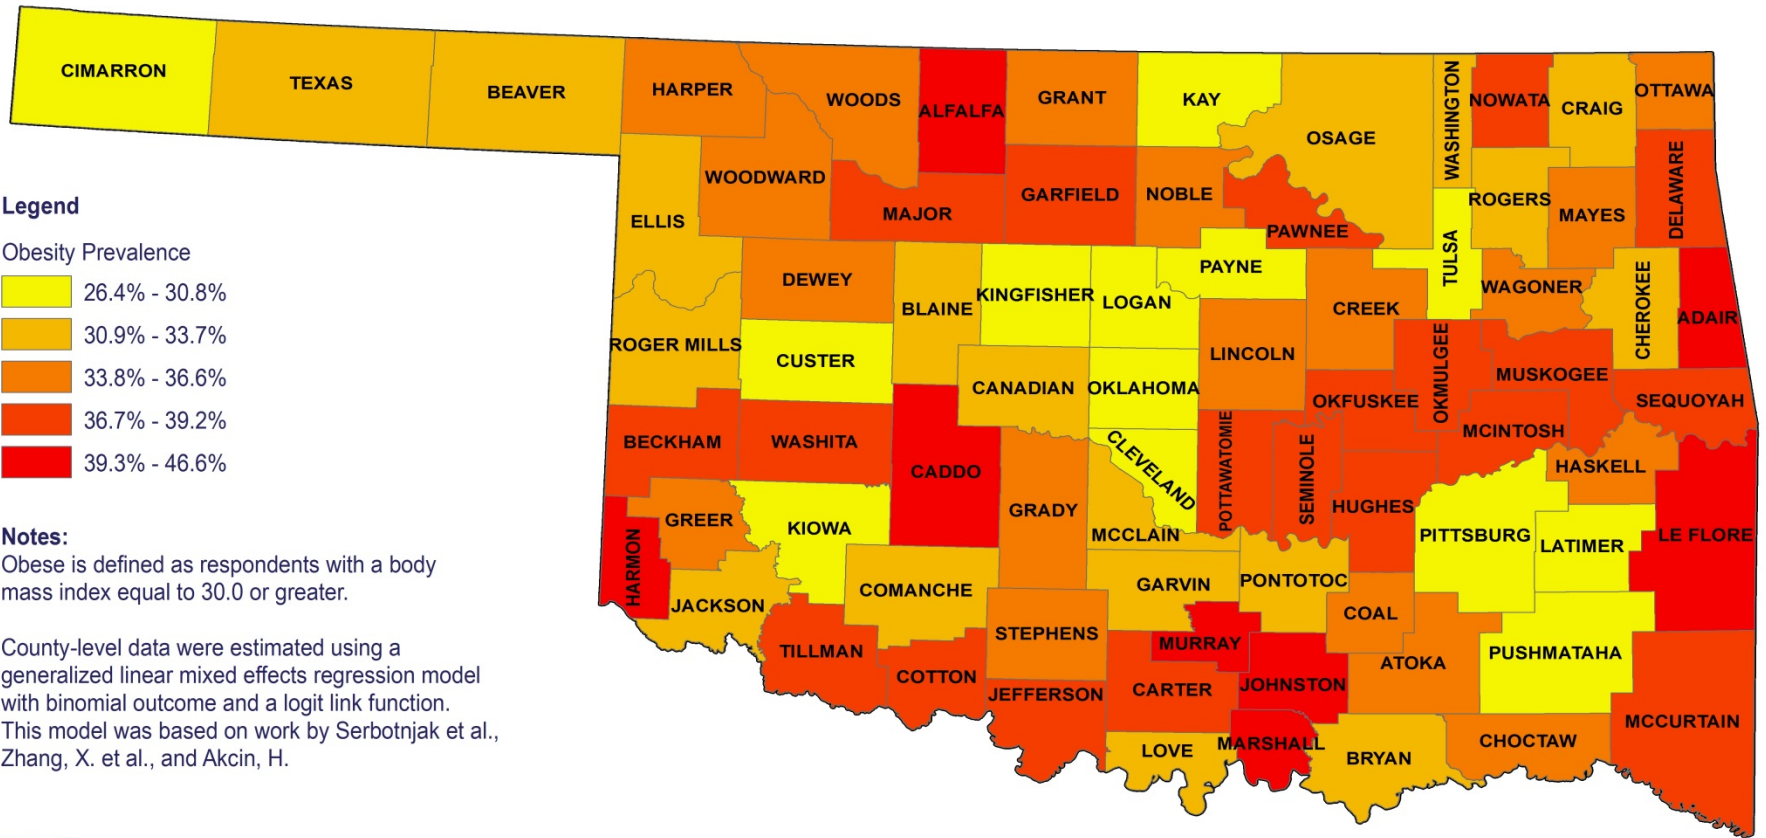 CIMARRON
TEXAS
BEAVER
HARPER
WOODS
ALFALFA
GRANT
KAY
OSAGE
WASHINGTON
NOWATA
CRAIG
OTTAWA
ELLIS
WOODWARD
MAJOR
GARFIELD
NOBLE
PAWNEE
ROGERS
MAYES
DELAWARE
DEWEY
BLAINE
KINGFISHER
LOGAN
PAYNE
CREEK
TULSA
WAGONER
CHEROKEE
ADAIR
ROGER MILLS
CUSTER
CANADIAN
OKLAHOMA
LINCOLN
OKFUSKEE
OKMULGEE
MUSKOGEE
SEQUOYAH
BECKHAM
WASHITA
CADDO
GRADY
CLEVELAND
POTTAWATOMIE
SEMINOLE
HUGHES
MCINTOSH
HASKELL
HARMON
GREER
KIOWA
MCCLAIN
PITTSBURG
LATIMER
LE FLORE
JACKSON
COMANCHE
GARVIN
PONTOTOC
COAL
TILLMAN
COTTON
STEPHENS
MURRAY
JOHNSTON
ATOKA
PUSHMATAHA
JEFFERSON
CARTER
LOVE
MARSHALL
BRYAN
CHOCTAW
MCCURTAIN
Legend
Obesity Prevalence
26.4% - 30.8%
30.9% - 33.7%
33.8% - 36.6%
36.7% - 39.2%
39.3% - 46.6%
Notes:
Obese is defined as respondents with a body
mass index equal to 30.0 or greater.
County-level data were estimated using a
generalized linear mixed effects regression model
with binomial outcome and a logit link function.
This model was based on work by Serbotnjak et al.,
Zhang, X. et al., and Akcin, H.